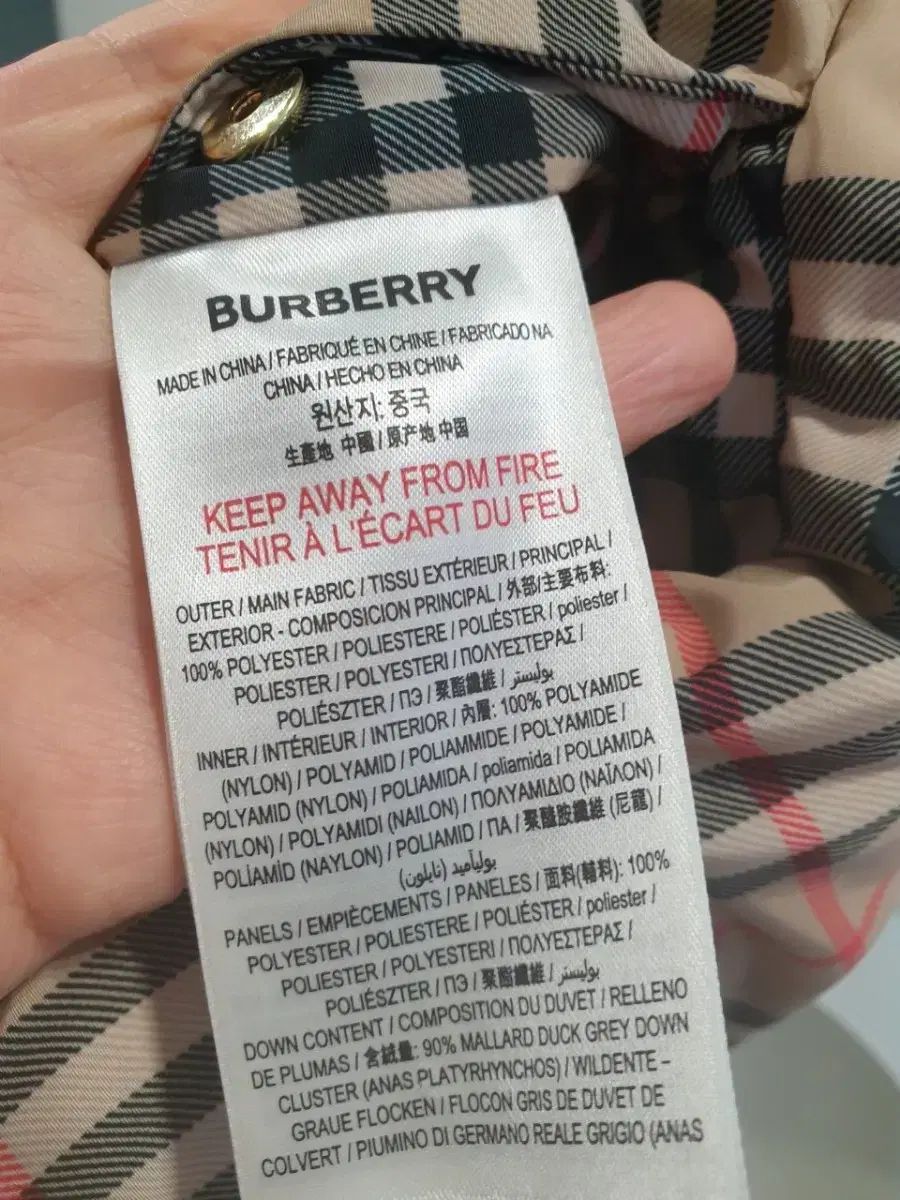 BURBERRY
MADE IN CHINA / FABRIQUÉ EN CHINE / FABRICADO NA
CHINA / HECHO EN CHINA
원산지: 중국
生產地 中國 / 原产地 中国
KEEP AWAY FROM FIRE
TENIR À L'ÉCART DU FEU
OUTER / MAIN FABRIC / TISSU EXTÉRIEUR / PRINCIPAL /
EXTERIOR - COMPOSICION PRINCIPAL / 外部/主要布料:
100% POLYESTER / POLIESTERE / POLIÉSTER / poliester /
POLIESTER / POLYESTERI / ΠΟΛΥΕΣΤΕΡΑΣ /
POLIÉSZTER / ПЭ / 聚酯纖維 / بوليستر
INNER / INTÉRIEUR / INTERIOR / 內層: 100% POLYAMIDE
(NYLON) / POLYAMID / POLIAMMIDE / POLYAMIDE /
POLYAMID (NYLON) / POLIAMIDA / poliamida / POLIAMIDA
(NYLON) / POLYAMIDI (NAILON) / ΠΟΛΥΑΜΙΔΙΟ (ΝΑΪΛΟΝ) /
POLİAMİD (NAYLON) / POLIAMID / ПА / 聚醯胺纖維 (尼龍) /
بوليآميد (نايلون)
PANELS / EMPIÈCEMENTS / PANELES / 面料(輔料): 100%
POLYESTER / POLIESTERE / POLIÉSTER / poliester /
POLIESTER / POLYESTERI / ΠΟΛΥΕΣΤΕΡΑΣ /
POLIÉSZTER / ПЭ / 聚酯纖維 / بوليستر
DOWN CONTENT / COMPOSITION DU DUVET / RELLENO
DE PLUMAS / 含絨量: 90% MALLARD DUCK GREY DOWN
CLUSTER (ANAS PLATYRHYNCHOS) / WILDENTE –
GRAUE FLOCKEN / FLOCON GRIS DE DUVET DE
COLVERT / PIUMINO DI GERMANO REALE GRIGIO (ANAS